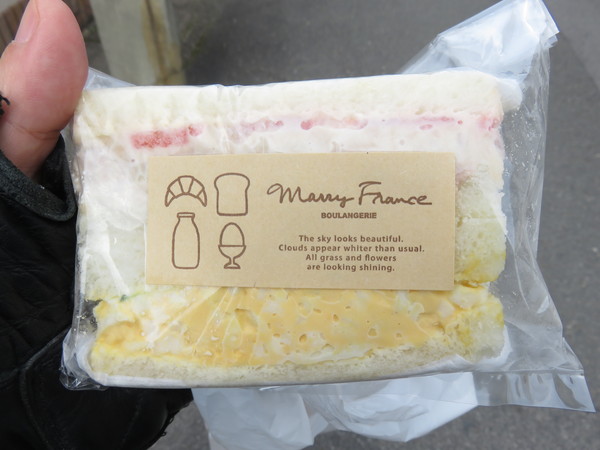 Marry France
BOULANGERIE
The sky looks beautiful.
Clouds appear whiter than usual.
All grass and flowers
are looking shining.